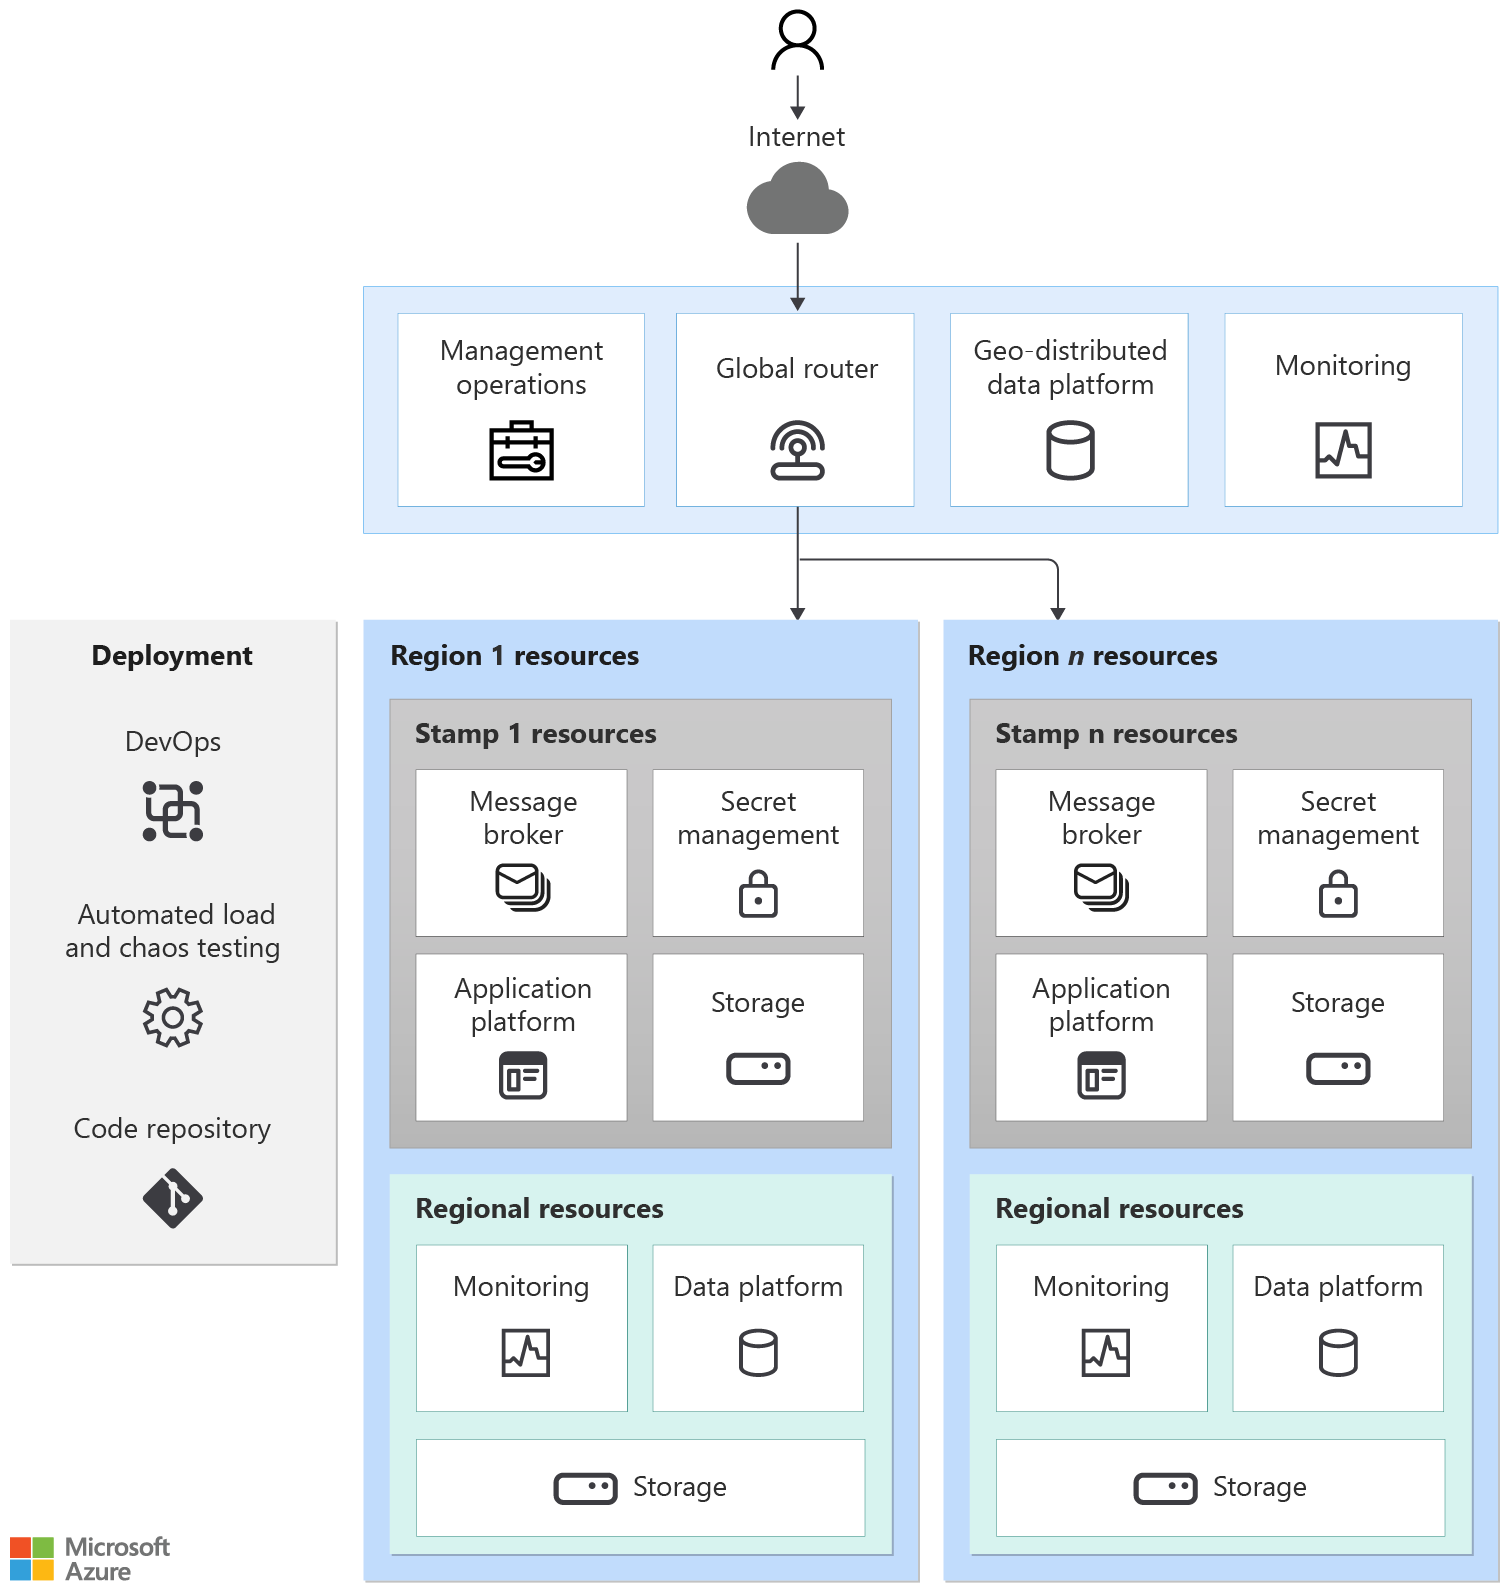 Internet
Management
operations
Global router
Geo-distributed
data platform
Monitoring
Deployment
DevOps
Automated load
and chaos testing
Code repository
Region 1 resources
Stamp 1 resources
Message
broker
Secret
management
Application
platform
Storage
Regional resources
Monitoring
Data platform
Storage
Region n resources
Stamp n resources
Message
broker
Secret
management
Application
platform
Storage
Regional resources
Monitoring
Data platform
Storage
Microsoft
Azure